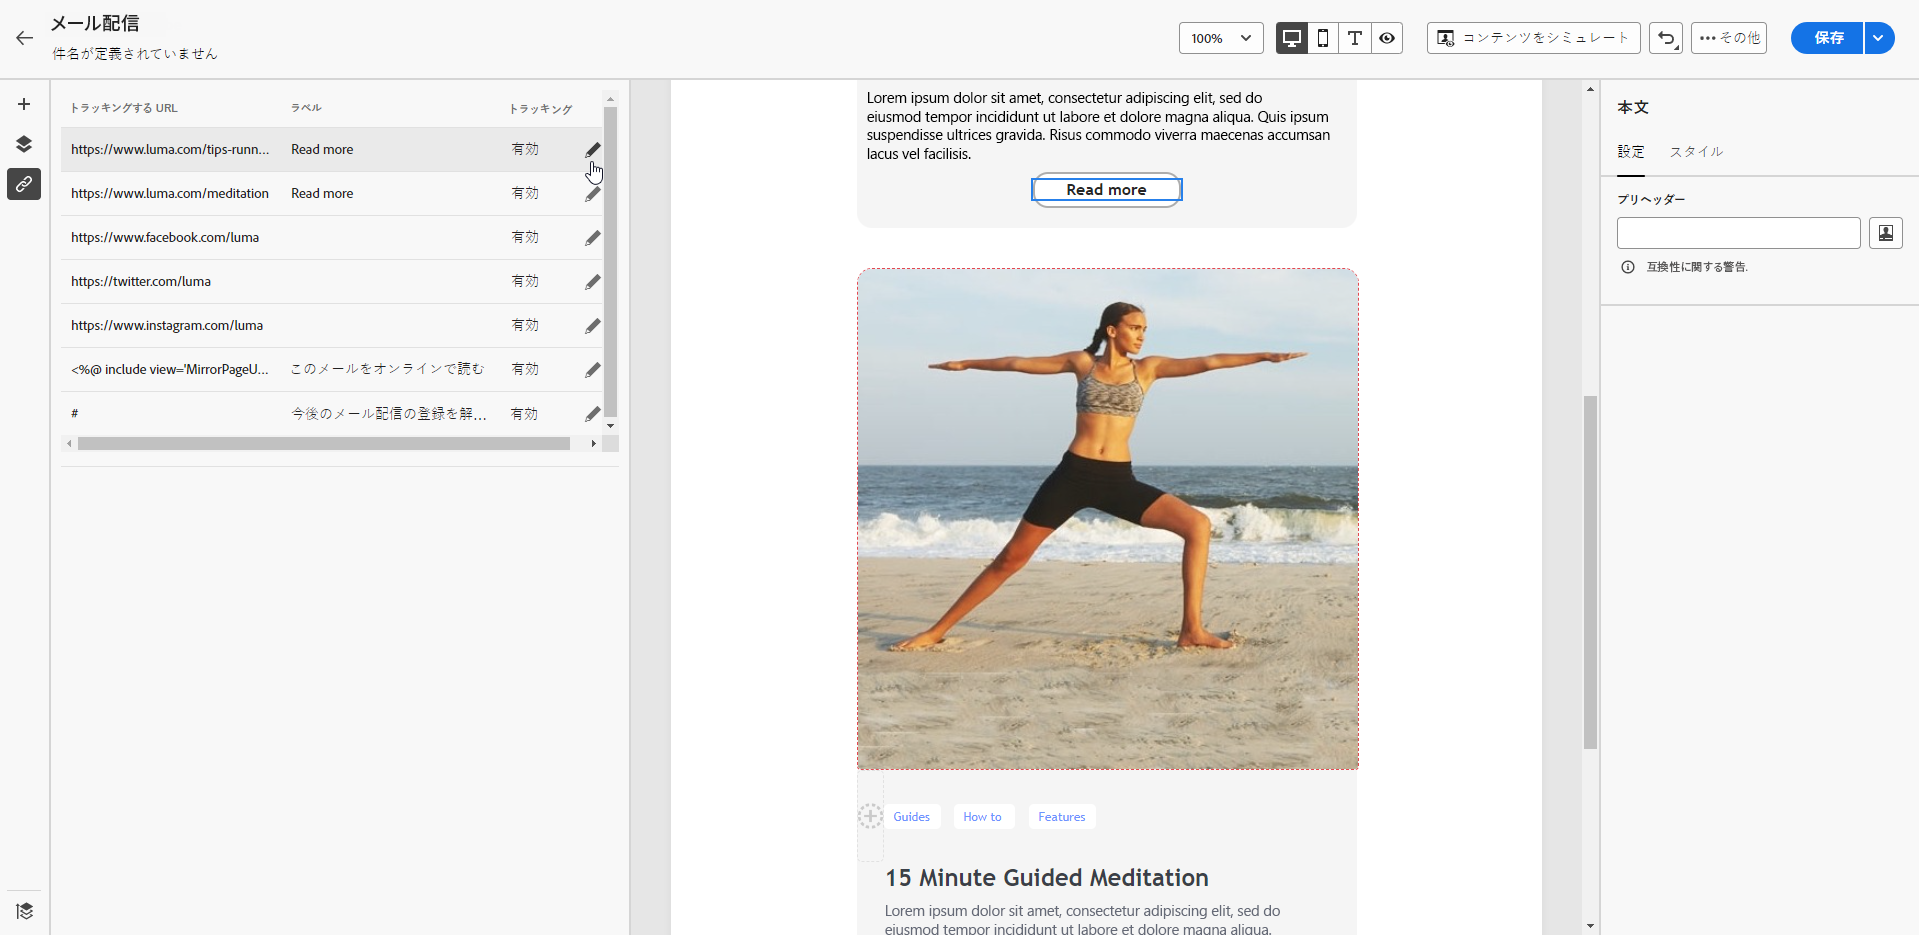 メール配信
件名が定義されていません
100%
コンテンツをシミュレート
その他
保存
トラッキングする URL ラベル トラッキング
https://www.luma.com/tips-runn... Read more 有効
https://www.luma.com/meditation Read more 有効
https://www.facebook.com/luma 有効
https://twitter.com/luma 有効
https://www.instagram.com/luma 有効
<%@ include view='MirrorPageU... このメールをオンラインで読む 有効
# 今後のメール配信の登録を解... 有効
Lorem ipsum dolor sit amet, consectetur adipiscing elit, sed do
eiusmod tempor incididunt ut labore et dolore magna aliqua. Quis ipsum
suspendisse ultrices gravida. Risus commodo viverra maecenas accumsan
lacus vel facilisis.
Read more
Guides How to Features
15 Minute Guided Meditation
Lorem ipsum dolor sit amet, consectetur adipiscing elit, sed do
eiusmod tempor incididunt ut labore et dolore magna aliqua.
本文
設定 スタイル
プリヘッダー
互換性に関する警告.